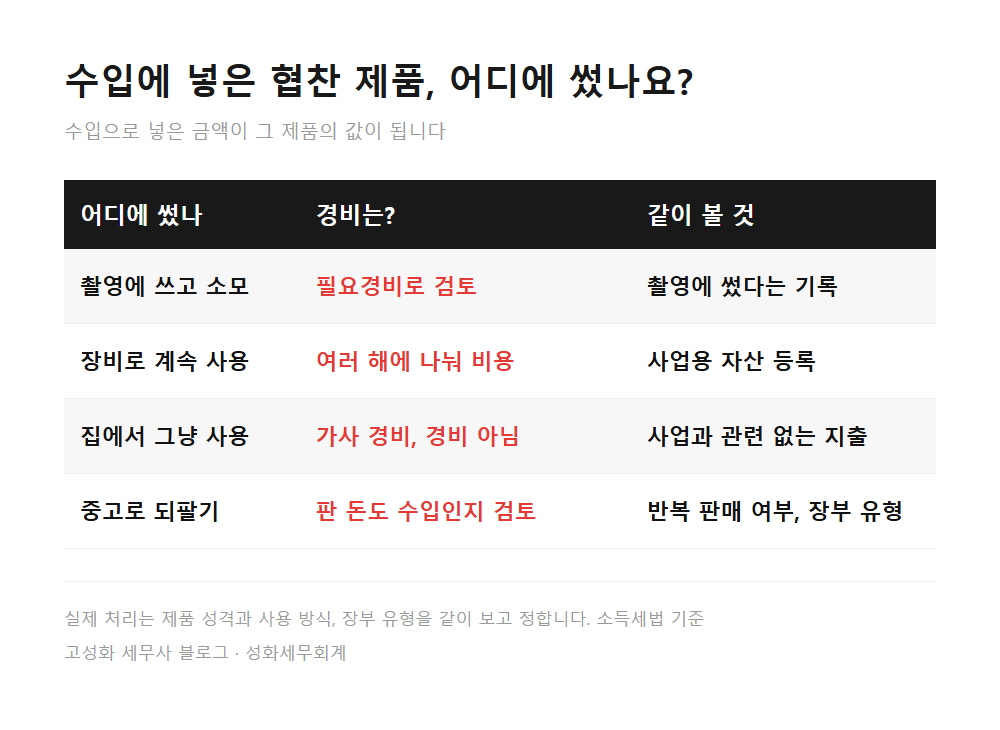 수입에 넣은 협찬 제품, 어디에 썼나요?
수입으로 넣은 금액이 그 제품의 값이 됩니다
어디에 썼나 경비는? 같이 볼 것
촬영에 쓰고 소모 필요경비로 검토 촬영에 썼다는 기록
장비로 계속 사용 여러 해에 나눠 비용 사업용 자산 등록
집에서 그냥 사용 가사 경비, 경비 아님 사업과 관련 없는 지출
중고로 되팔기 판 돈도 수입인지 검토 반복 판매 여부, 장부 유형
실제 처리는 제품 성격과 사용 방식, 장부 유형을 같이 보고 정합니다. 소득세법 기준
고성화 세무사 블로그 · 성화세무회계